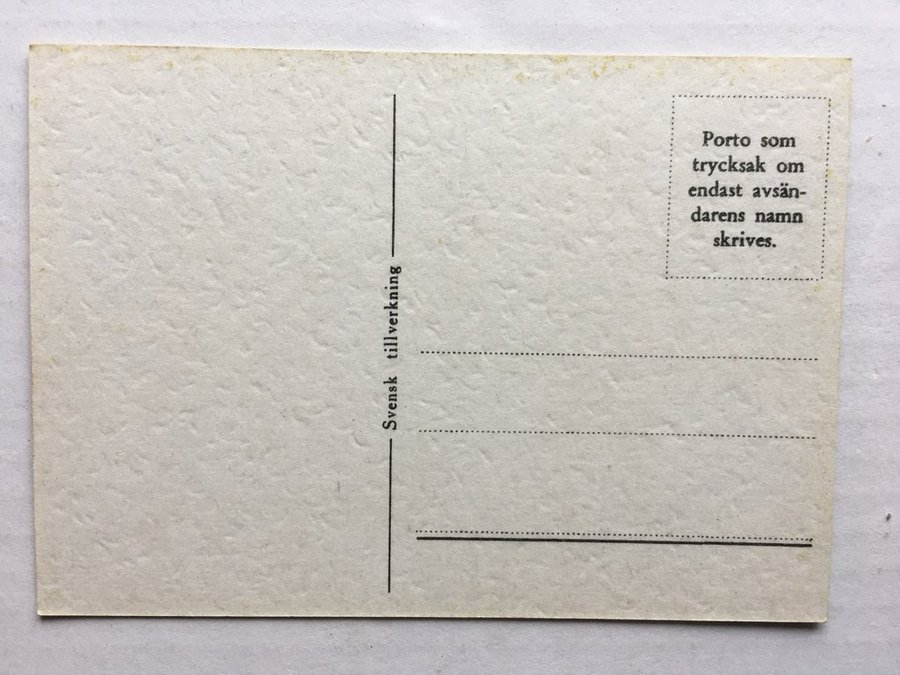 Porto som
trycksak om
endast avsän-
darens namn
skrives.
Svensk tillverkning